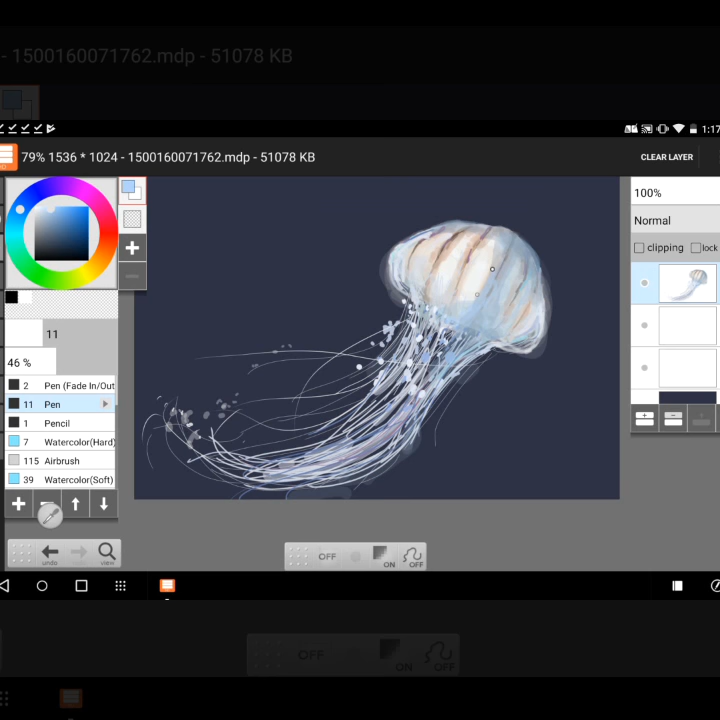 - 1500160071762.mdp - 51078 KB
1:17
79% 1536 * 1024 - 1500160071762.mdp - 51078 KB
CLEAR LAYER
100%
Normal
clipping
lock
11
46 %
2 Pen (Fade In/Out
11 Pen
1 Pencil
7 Watercolor(Hard)
115 Airbrush
39 Watercolor(Soft)
undo
view
OFF
ON
OFF
OFF
ON
OFF